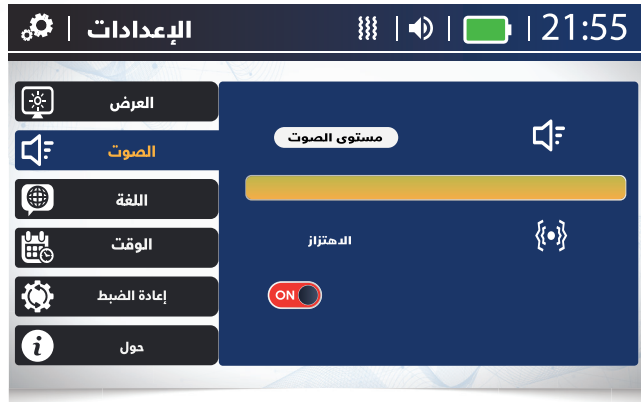 الإعدادات
21:55
العرض
الصوت
اللغة
الوقت
إعادة الضبط
حول
مستوى الصوت
الاهتزاز
ON